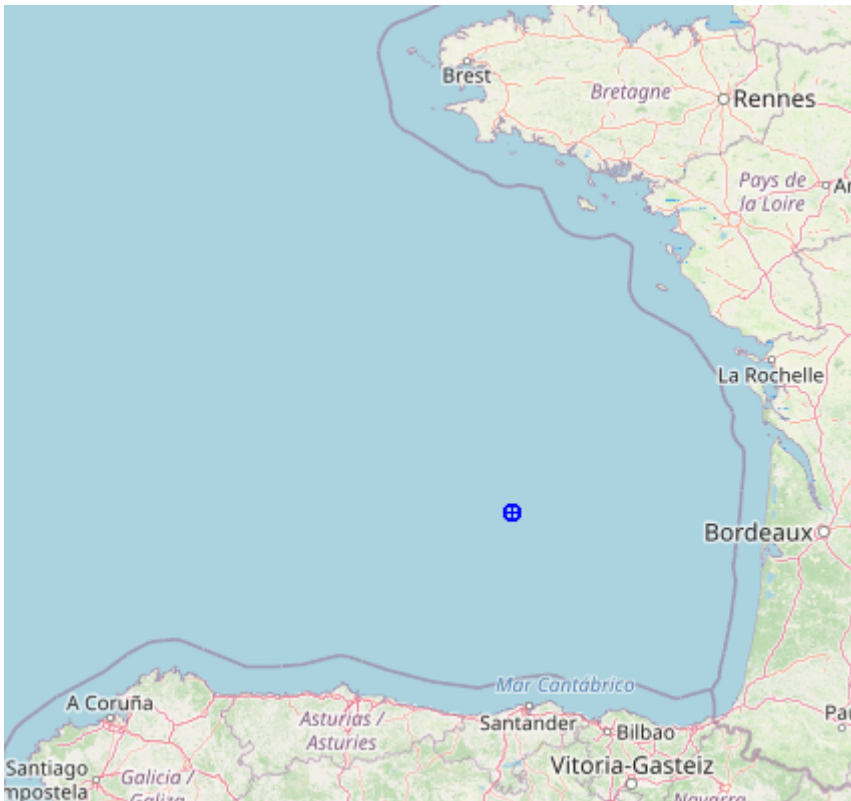 Brest
Bretagne
Rennes
Pays de
la Loire
La Rochelle
Bordeaux
Mar Cantábrico
A Coruña
Santander
Asturias /
Asturies
Bilbao
Santiago
Galicia /
Vitoria-Gasteiz